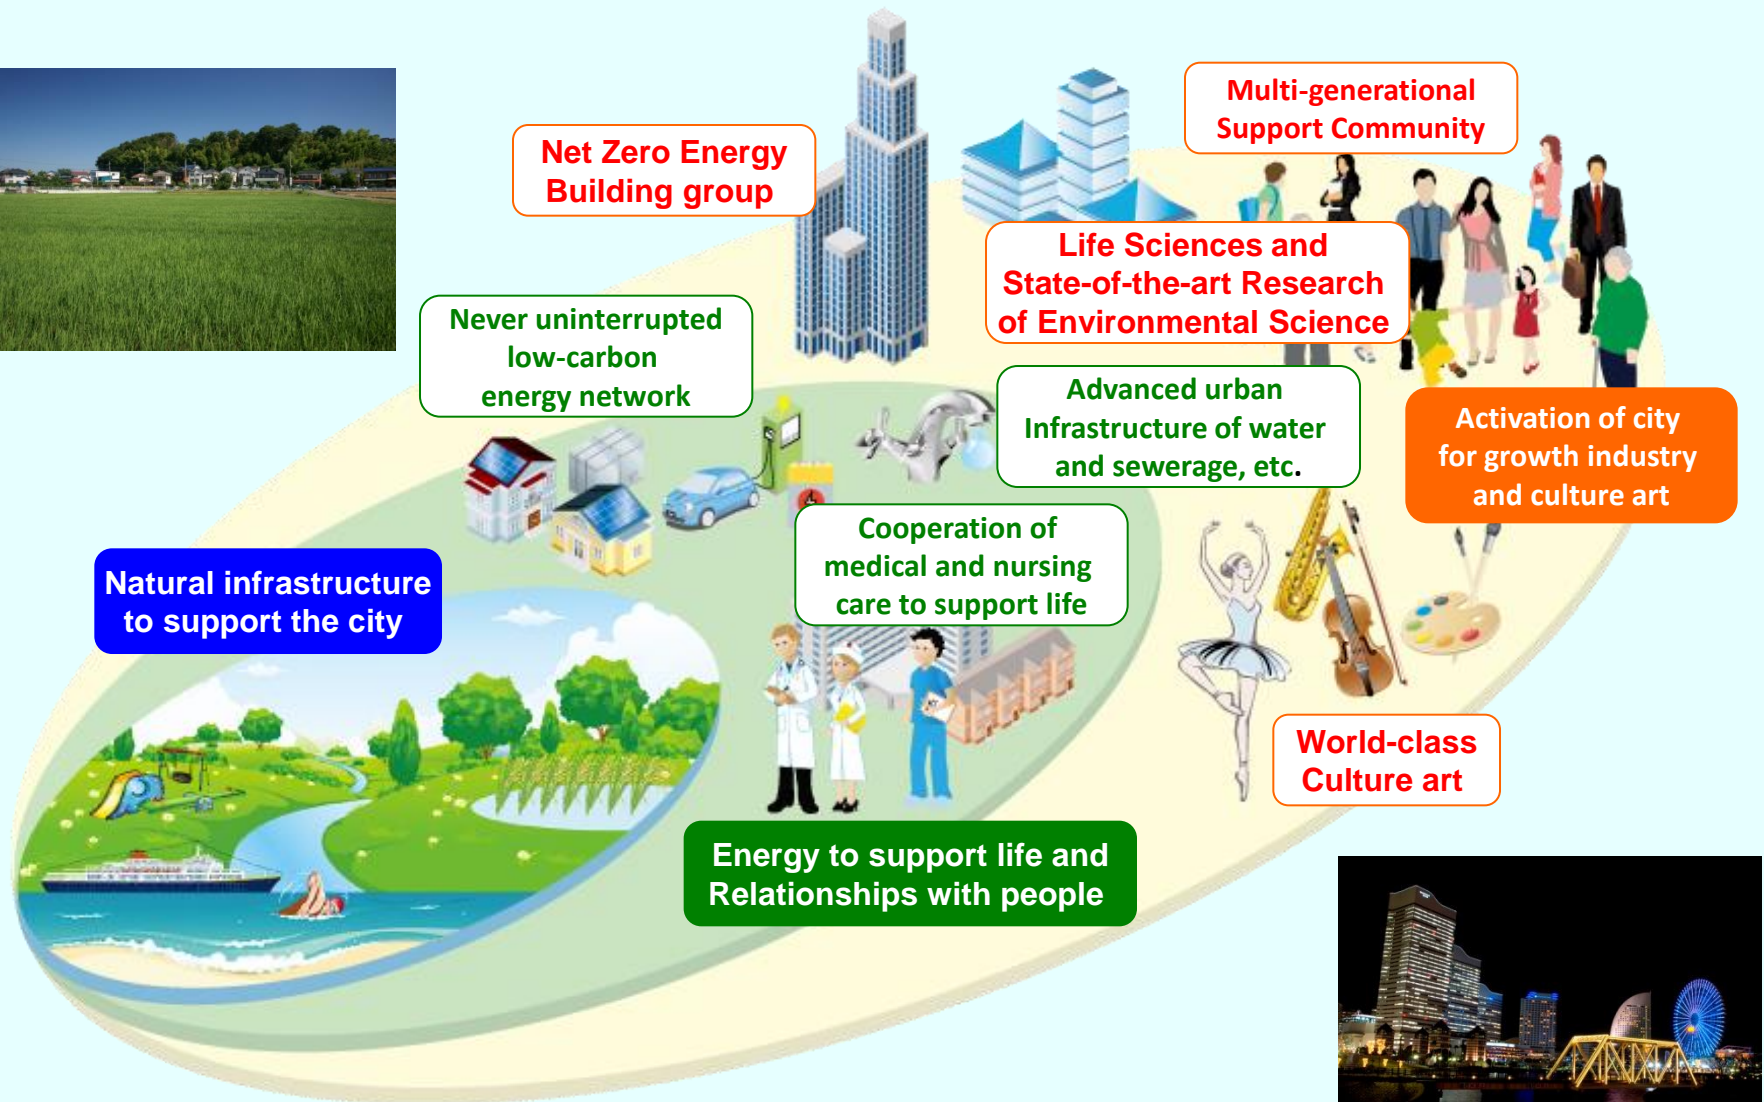 Multi-generational
Support Community
Net Zero Energy
Building group
Life Sciences and
State-of-the-art Research
of Environmental Science
Never uninterrupted
low-carbon
energy network
Advanced urban
Infrastructure of water
and sewerage, etc.
Activation of city
for growth industry
and culture art
Cooperation of
medical and nursing
care to support life
Natural infrastructure
to support the city
World-class
Culture art
Energy to support life and
Relationships with people